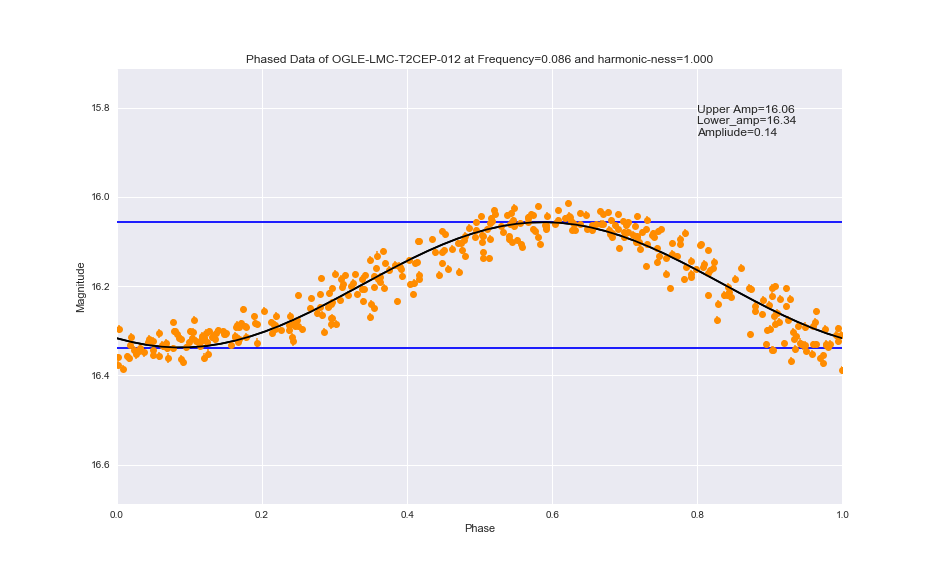 Phased Data of OGLE-LMC-T2CEP-012 at Frequency=0.086 and harmonic-ness=1.000
15.8
Upper Amp=16.06
Lower_amp=16.34
Ampliude=0.14
16.0
16.2
Magnitude
16.4
16.6
0.0 0.2 0.4 0.6 0.8 1.0
Phase